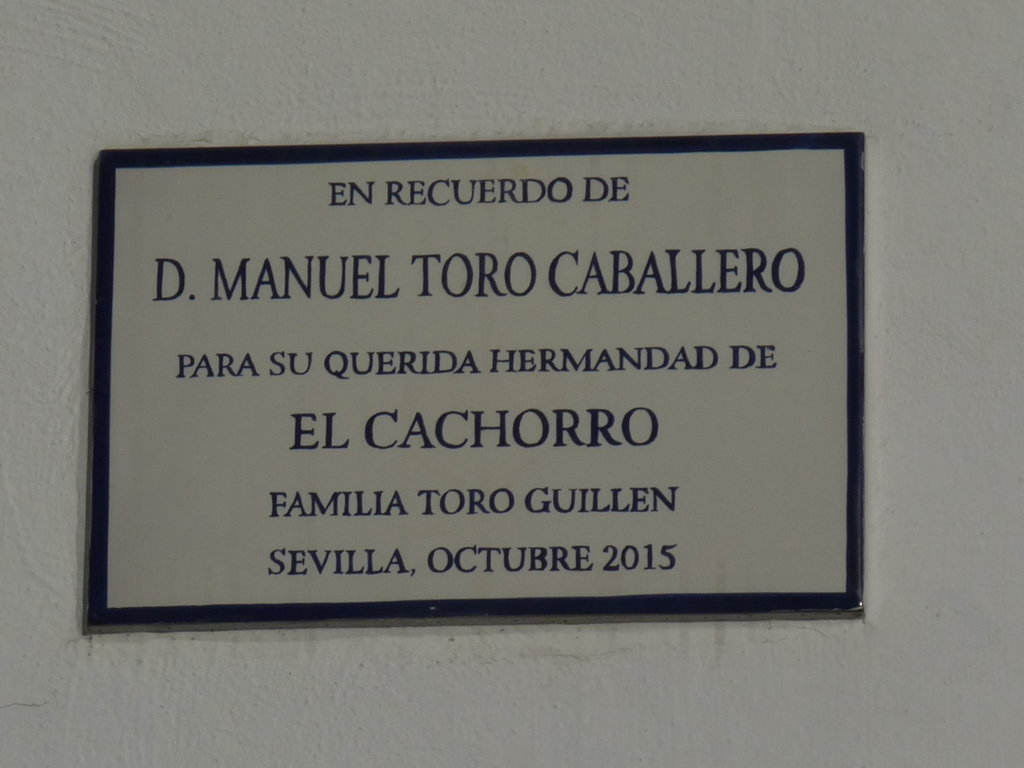 EN RECUERDO DE
D. MANUEL TORO CABALLERO
PARA SU QUERIDA HERMANDAD DE
EL CACHORRO
FAMILIA TORO GUILLEN
SEVILLA, OCTUBRE 2015